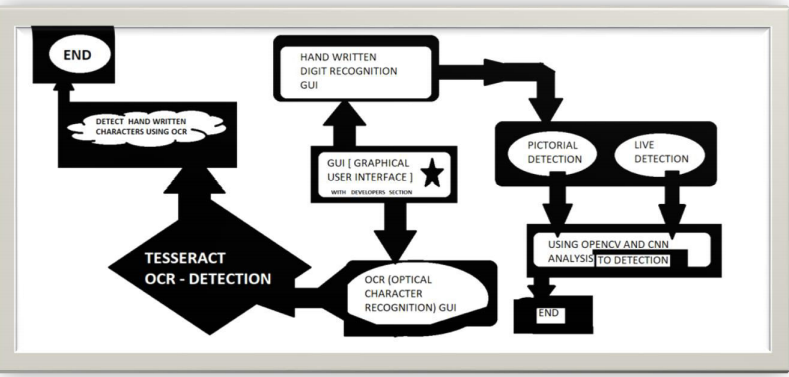 END
DETECT HAND WRITTEN
CHARACTERS USING OCR
TESSERACT
OCR - DETECTION
HAND WRITTEN
DIGIT RECOGNITION
GUI
GUI [ GRAPHICAL
USER INTERFACE ]
WITH DEVELOPERS SECTION
OCR (OPTICAL
CHARACTER
RECOGNITION) GUI
PICTORIAL
DETECTION
LIVE
DETECTION
USING OPENCV AND CNN
ANALYSIS TO DETECTION
END